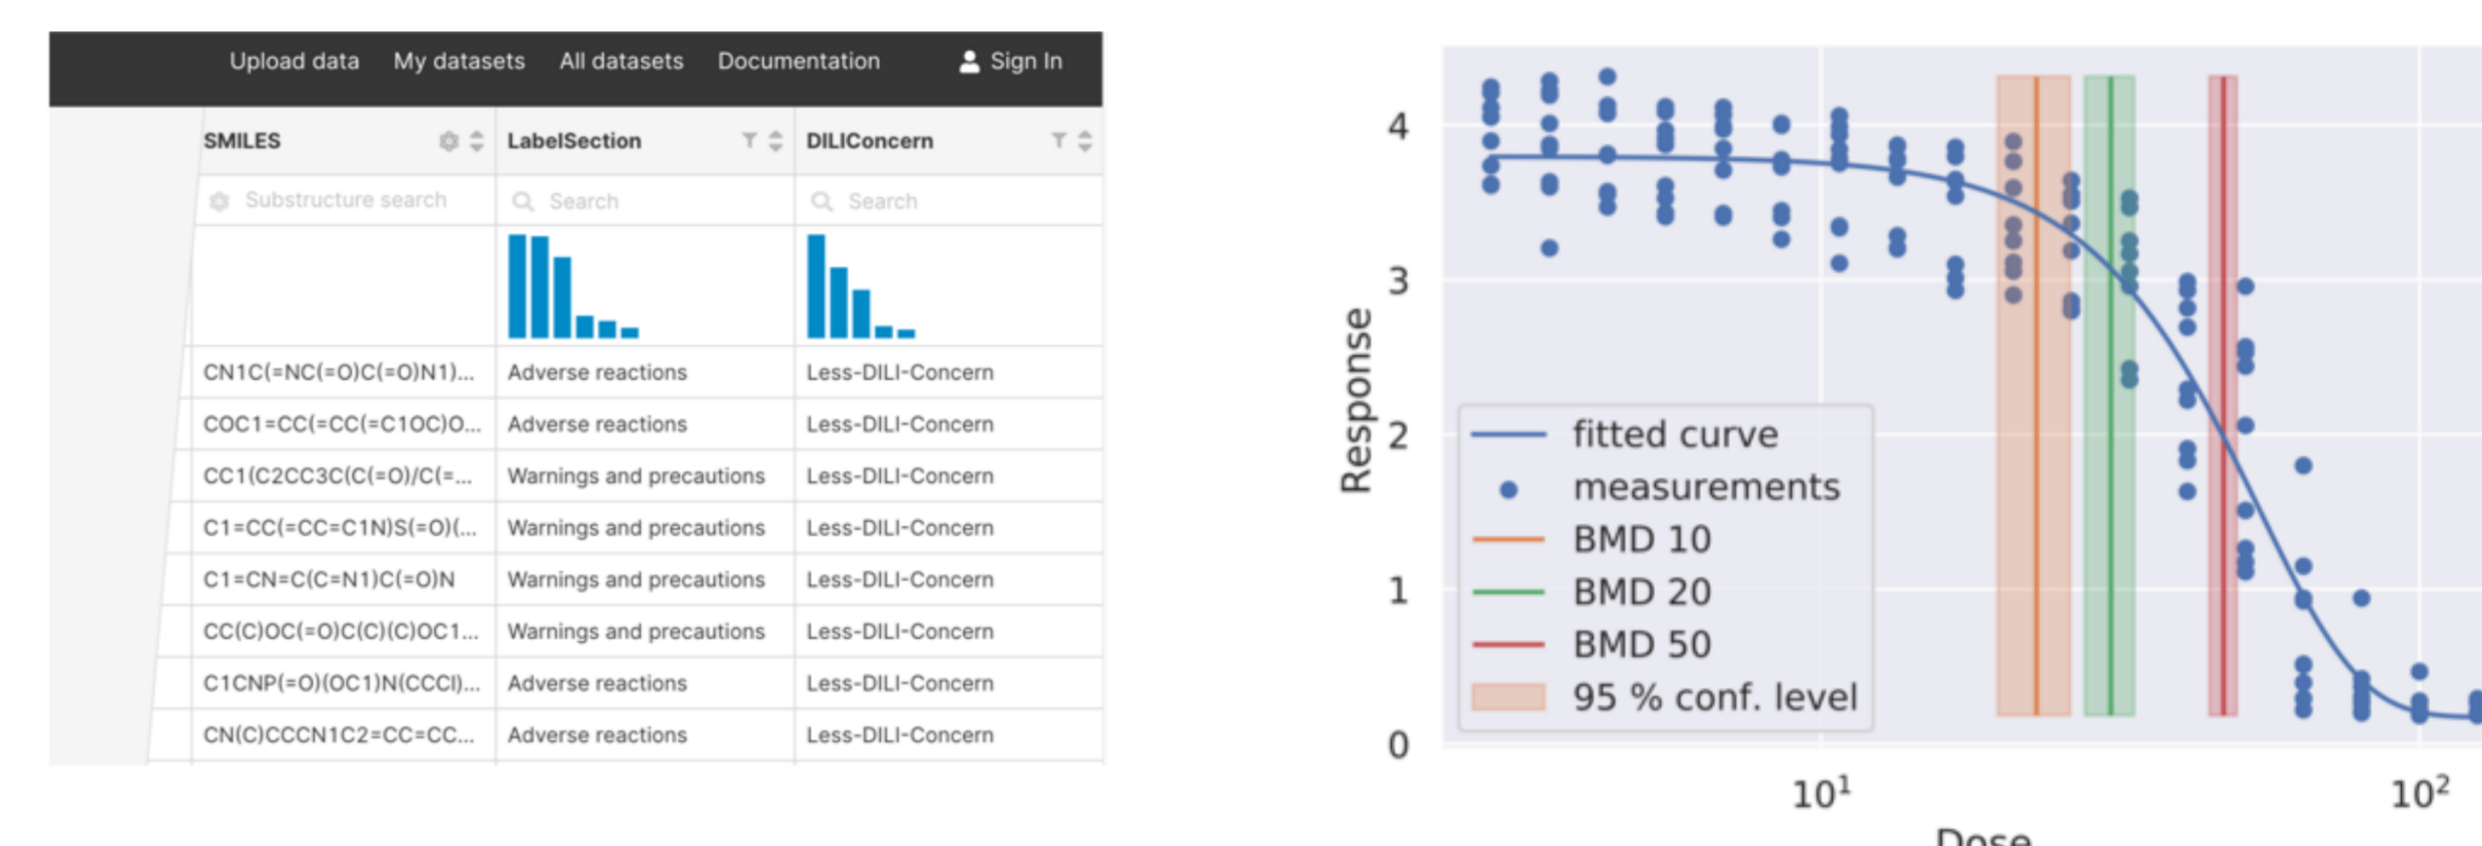 Upload data My datasets All datasets Documentation Sign In
SMILES LabelSection DILIConcern
Substructure search Search Search
CN1C(=NC(=O)C(=O)N1)... Adverse reactions Less-DILI-Concern
COC1=CC(=CC(=C1OC)O... Adverse reactions Less-DILI-Concern
CC1(C2CC3C(C(=O)/C(=... Warnings and precautions Less-DILI-Concern
C1=CC(=CC=C1N)S(=O)(... Warnings and precautions Less-DILI-Concern
C1=CN=C(C=N1)C(=O)N Warnings and precautions Less-DILI-Concern
CC(C)OC(=O)C(C)(C)OC1... Warnings and precautions Less-DILI-Concern
C1CNP(=O)(OC1)N(CCCl)... Adverse reactions Less-DILI-Concern
CN(C)CCCN1C2=CC=CC... Adverse reactions Less-DILI-Concern
4
3
2
1
0
Response
fitted curve
measurements
BMD 10
BMD 20
BMD 50
95 % conf. level
10¹ 10²
Dose